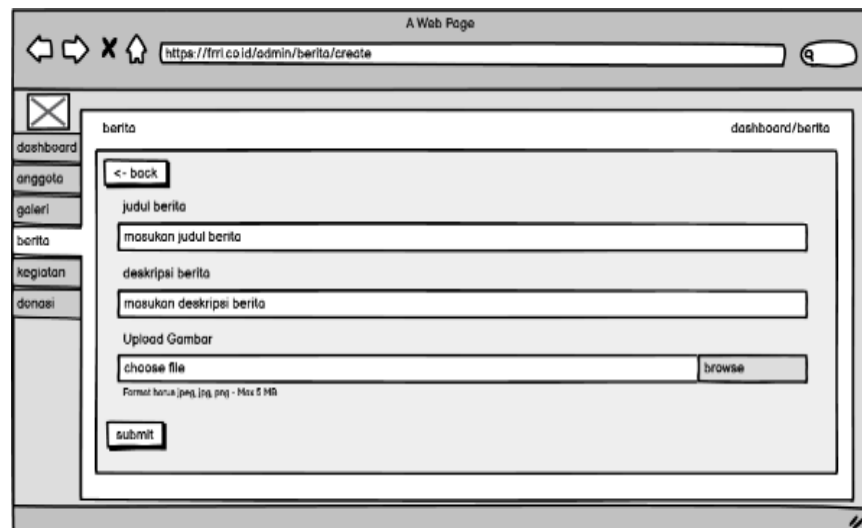 A Web Page
https://frri.co.id/admin/berita/create
berita
dashboard/berita
dashboard
anggota
galeri
berita
kegiatan
donasi
<- back
judul berita
masukan judul berita
deskripsi berita
masukan deskripsi berita
Upload Gambar
choose file
browse
Format harus jpeg, jpg, png - Max 5 MB
submit